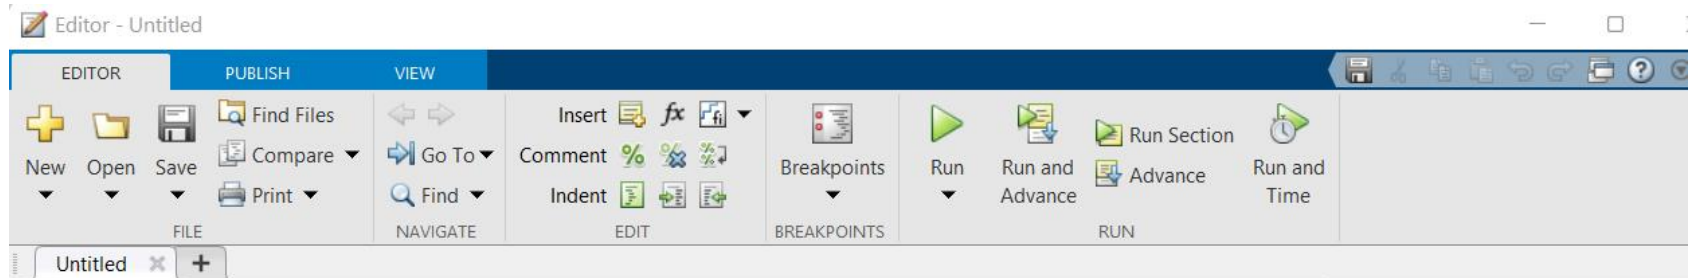 Editor - Untitled
EDITOR PUBLISH VIEW
New
Open
Save
Find Files
Compare
Print
FILE
Go To
Find
NAVIGATE
Insert fx fi
Comment % % %
Indent
EDIT
Breakpoints
BREAKPOINTS
Run
Run and
Advance
Run Section
Advance
Run and
Time
RUN
Untitled